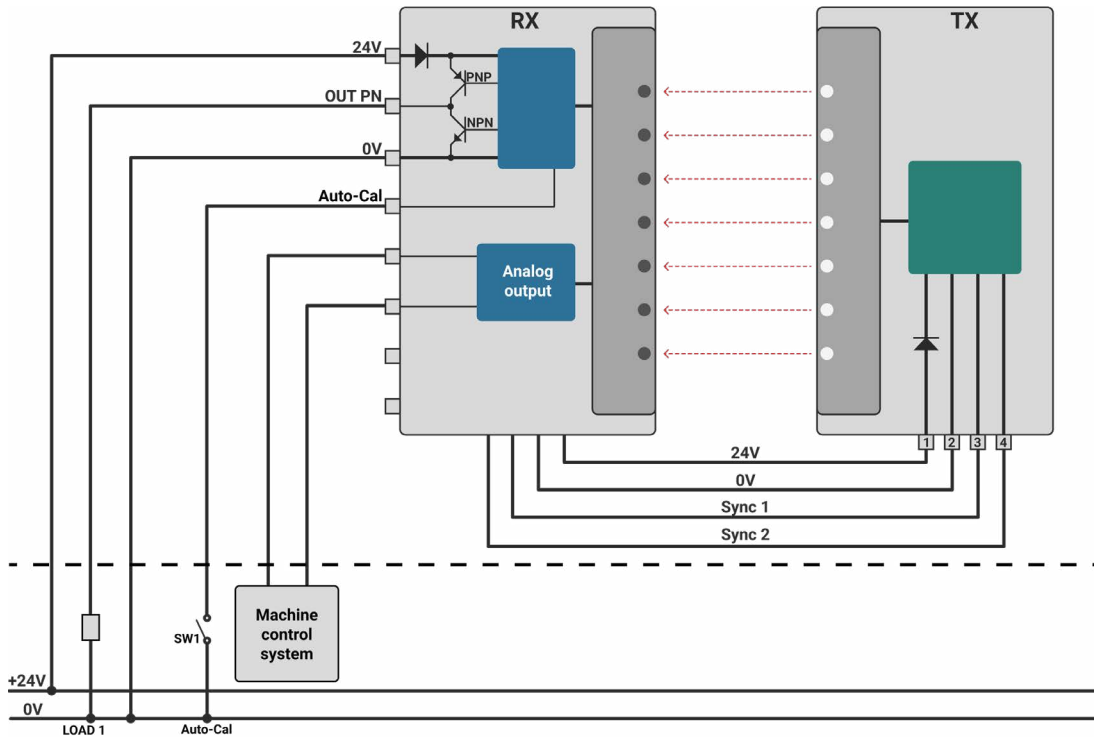 RX
TX
24V
PNP
OUT PN
NPN
0V
Auto-Cal
Analog
output
1
2
3
4
24V
0V
Sync 1
Sync 2
Machine
control
system
SW1
+24V
0V
LOAD 1
Auto-Cal